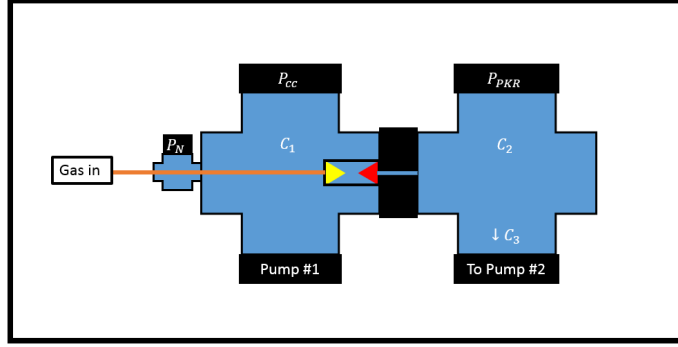 P_cc
P_PKR
P_N
C_1
C_2
Gas in
↓ C_3
Pump #1
To Pump #2